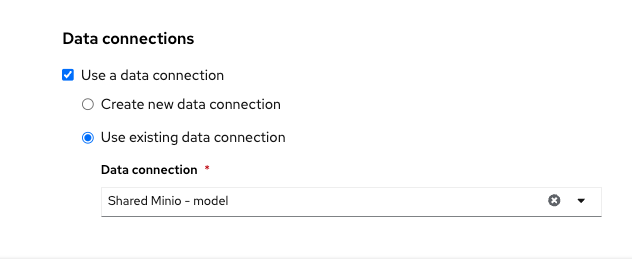 Data connections
Use a data connection
Create new data connection
Use existing data connection
Data connection *
Shared Minio - model